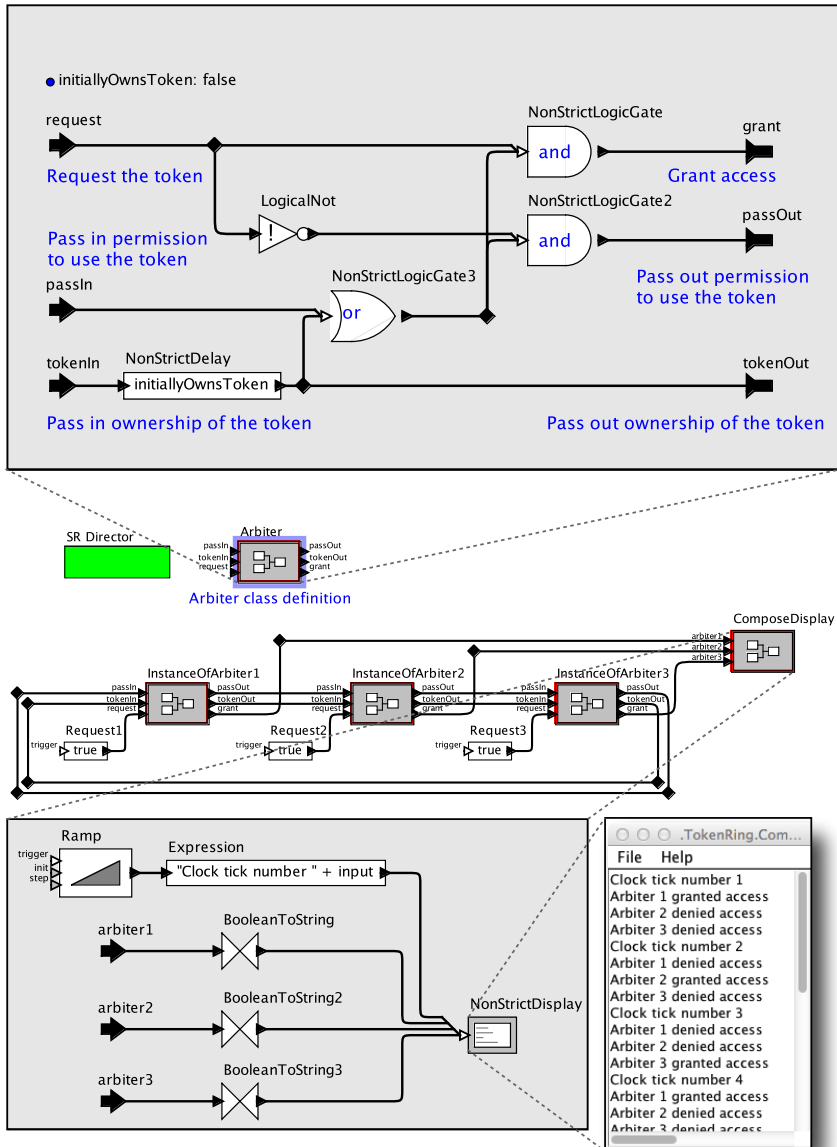 initiallyOwnsToken: false
request
Request the token
NonStrictLogicGate
and
grant
Grant access
LogicalNot
!
NonStrictLogicGate2
and
passOut
Pass out permission
to use the token
Pass in permission
to use the token
passIn
NonStrictLogicGate3
or
tokenIn
NonStrictDelay
initiallyOwnsToken
tokenOut
Pass in ownership of the token
Pass out ownership of the token
SR Director
Arbiter
passIn
tokenIn
request
passOut
tokenOut
grant
Arbiter class definition
ComposeDisplay
arbiter1
arbiter2
arbiter3
InstanceOfArbiter1
passIn
tokenIn
request
passOut
tokenOut
grant
InstanceOfArbiter2
passIn
tokenIn
request
passOut
tokenOut
grant
InstanceOfArbiter3
passIn
tokenIn
request
passOut
tokenOut
grant
Request1
trigger
true
Request2
trigger
true
Request3
trigger
true
Ramp
trigger
init
step
Expression
"Clock tick number " + input
arbiter1
BooleanToString
arbiter2
BooleanToString2
arbiter3
BooleanToString3
NonStrictDisplay
.TokenRing.Com...
File Help
Clock tick number 1
Arbiter 1 granted access
Arbiter 2 denied access
Arbiter 3 denied access
Clock tick number 2
Arbiter 1 denied access
Arbiter 2 granted access
Arbiter 3 denied access
Clock tick number 3
Arbiter 1 denied access
Arbiter 2 denied access
Arbiter 3 granted access
Clock tick number 4
Arbiter 1 granted access
Arbiter 2 denied access
Arbiter 3 denied access